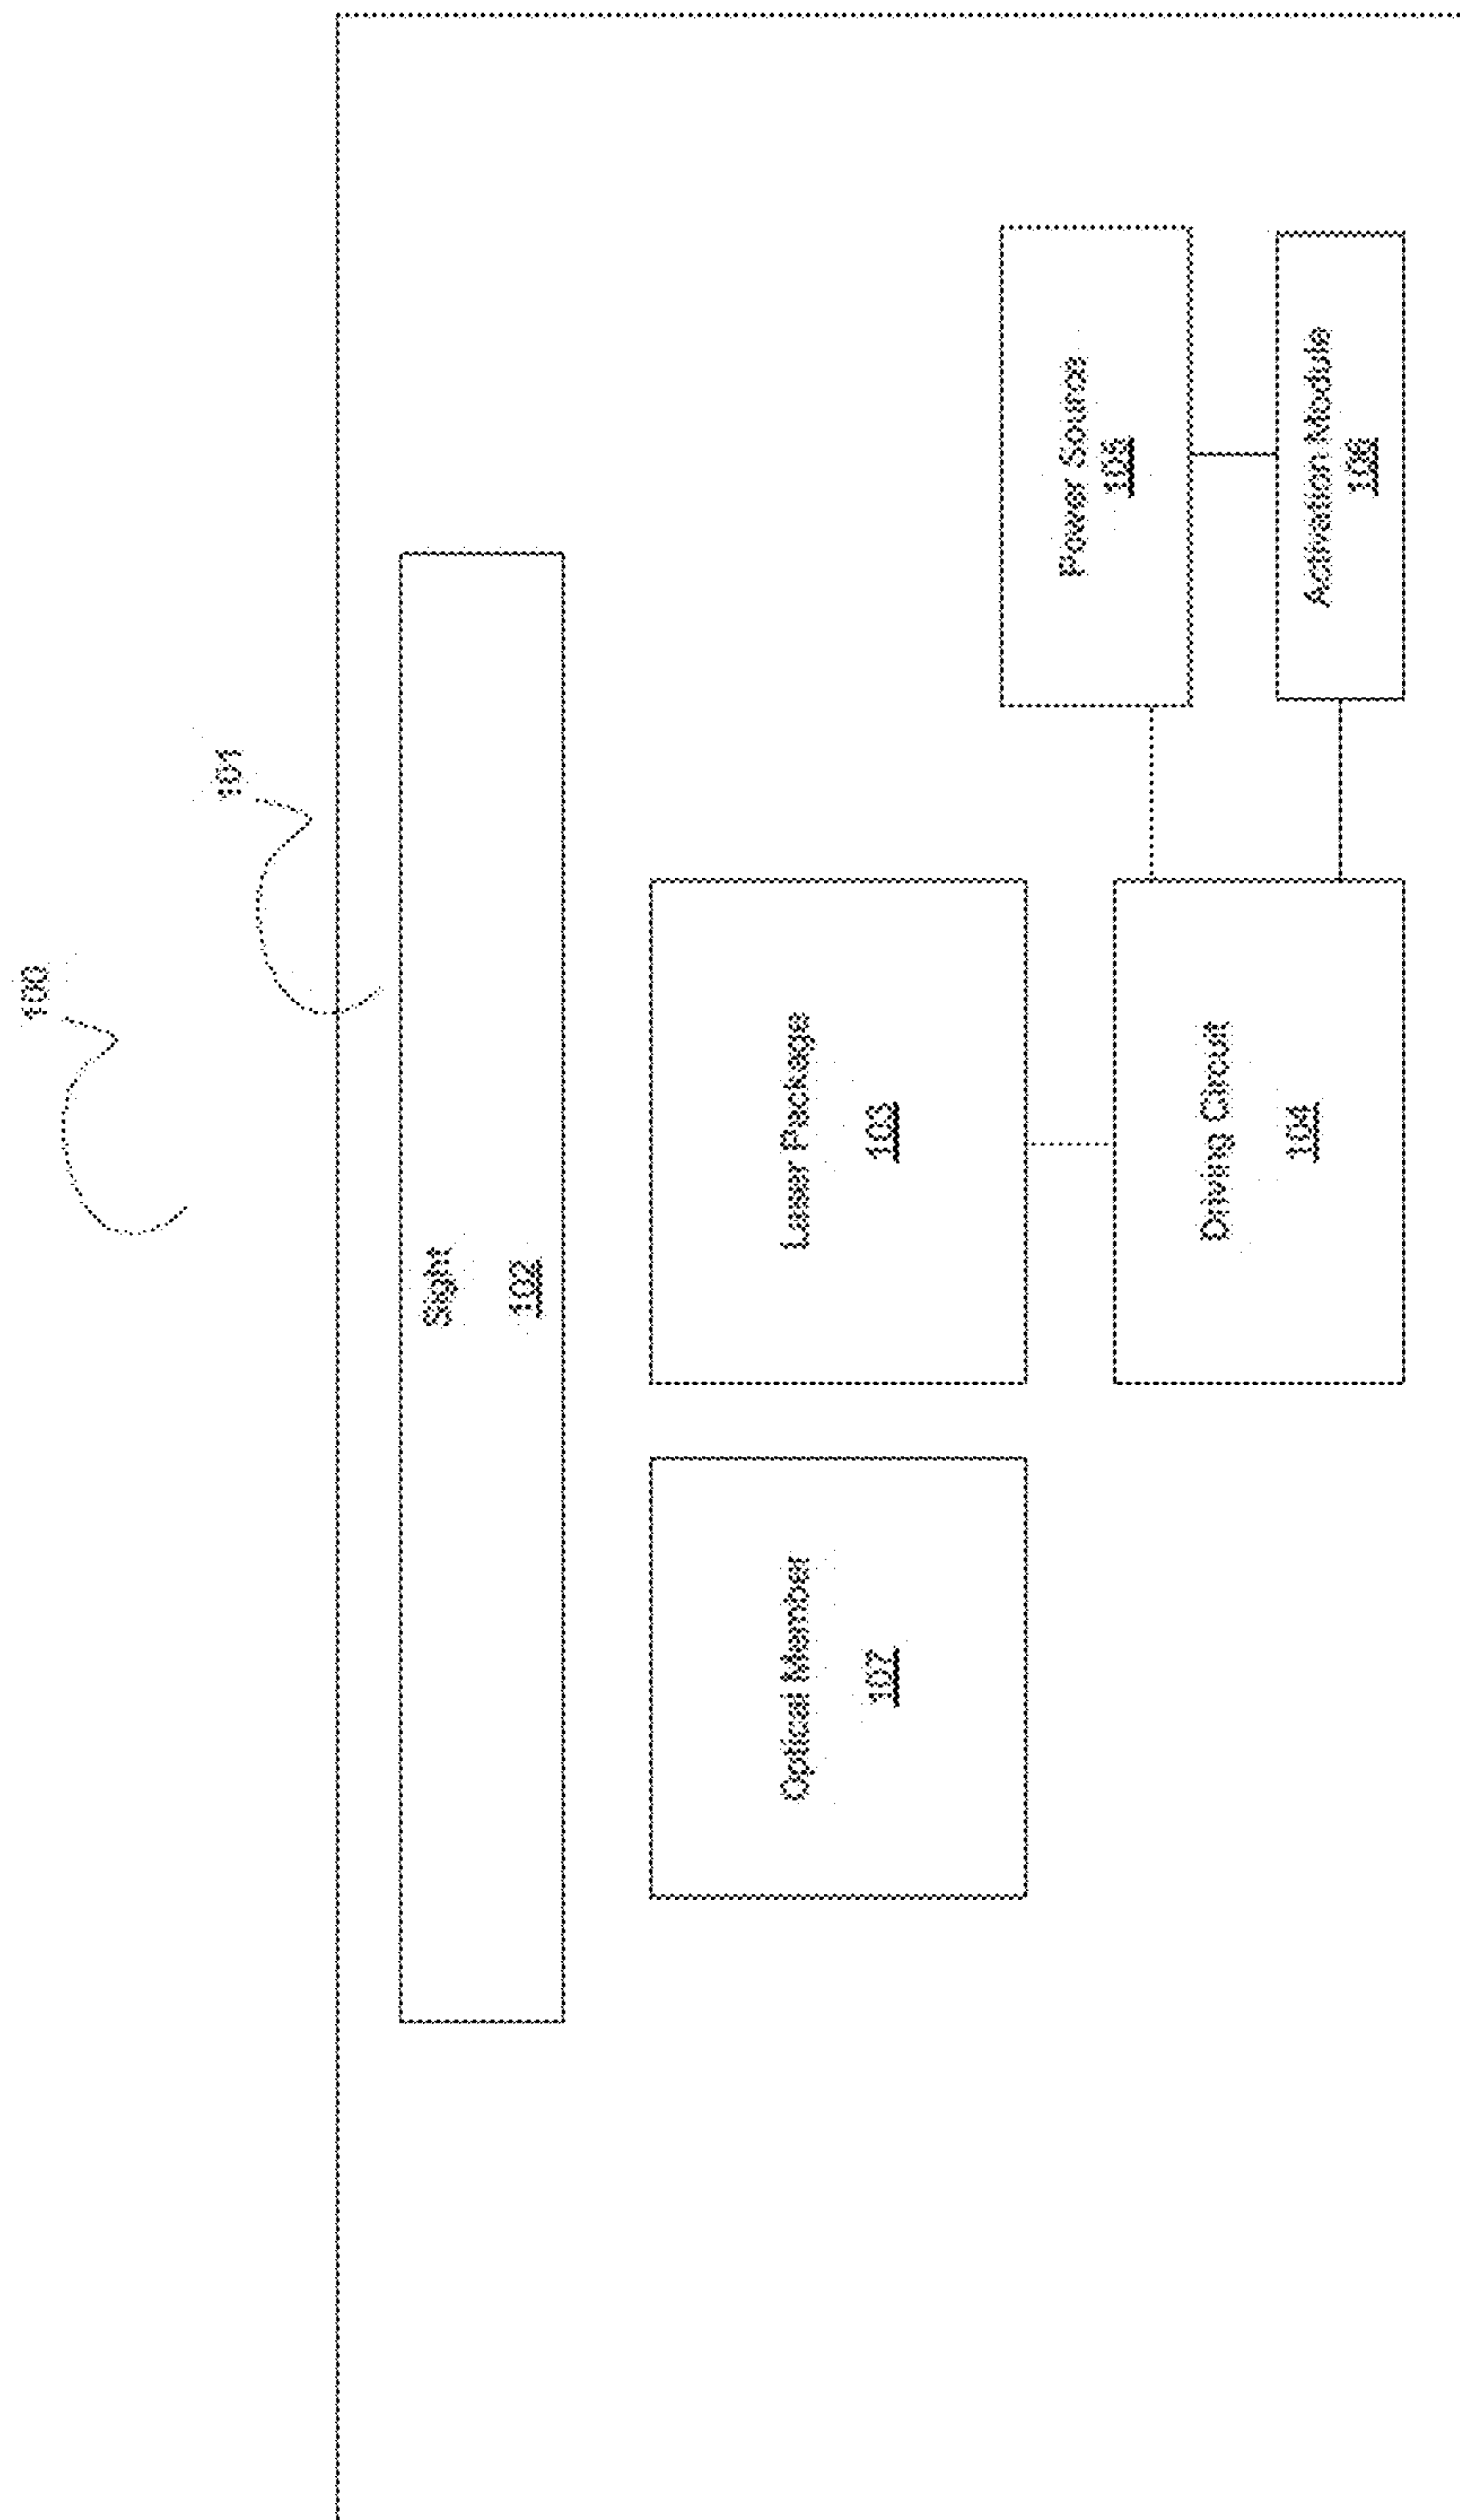 100
101
Sight
102
Optical Member
107
Laser Package
103
Power Source
105
Driving Circuit
104
Activation Module
106